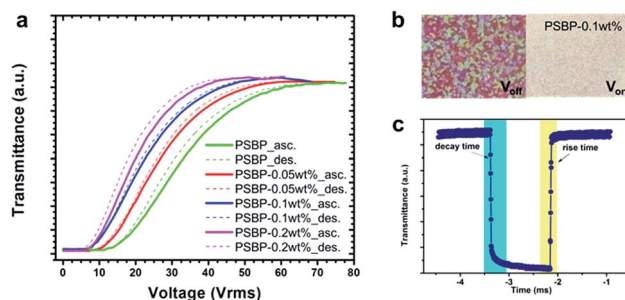 a
Transmittance (a.u.)
PSBP_asc.
PSBP_des.
PSBP-0.05wt%_asc.
PSBP-0.05wt%_des.
PSBP-0.1wt%_asc.
PSBP-0.1wt%_des.
PSBP-0.2wt%_asc.
PSBP-0.2wt%_des.
0 10 20 30 40 50 60 70 80
Voltage (Vrms)
b
PSBP-0.1wt%
Voff
Von
c
Transmittance (a.u.)
decay time
rise time
-4 -3 -2 -1
Time (ms)